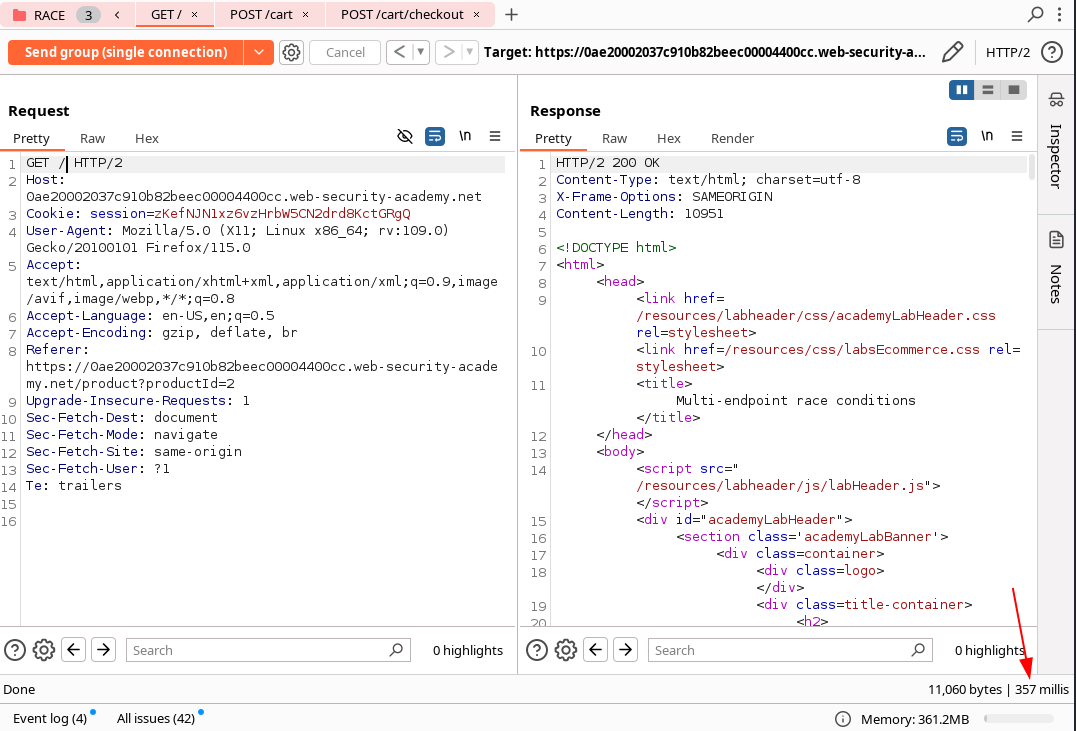 RACE 3 GET / × POST /cart × POST /cart/checkout ×
Send group (single connection) Cancel Target: https://0ae20002037c910b82beec00004400cc.web-security-a... HTTP/2
Request
Pretty Raw Hex \n
1 GET / HTTP/2
2 Host:
0ae20002037c910b82beec00004400cc.web-security-academy.net
3 Cookie: session=zKefNJN1xz6vzHrbW5CN2drd8KctGRgQ
4 User-Agent: Mozilla/5.0 (X11; Linux x86_64; rv:109.0)
Gecko/20100101 Firefox/115.0
5 Accept:
text/html,application/xhtml+xml,application/xml;q=0.9,image
/avif,image/webp,*/*;q=0.8
6 Accept-Language: en-US,en;q=0.5
7 Accept-Encoding: gzip, deflate, br
8 Referer:
https://0ae20002037c910b82beec00004400cc.web-security-acade
my.net/product?productId=2
9 Upgrade-Insecure-Requests: 1
10 Sec-Fetch-Dest: document
11 Sec-Fetch-Mode: navigate
12 Sec-Fetch-Site: same-origin
13 Sec-Fetch-User: ?1
14 Te: trailers
15
16
Search 0 highlights
Response
Pretty Raw Hex Render \n
1 HTTP/2 200 OK
2 Content-Type: text/html; charset=utf-8
3 X-Frame-Options: SAMEORIGIN
4 Content-Length: 10951
5
6 <!DOCTYPE html>
7 <html>
8 <head>
9 <link href=
/resources/labheader/css/academyLabHeader.css
rel=stylesheet>
10 <link href=/resources/css/labsEcommerce.css rel=
stylesheet>
11 <title>
Multi-endpoint race conditions
</title>
12 </head>
13 <body>
14 <script src="
/resources/labheader/js/labHeader.js">
</script>
15 <div id="academyLabHeader">
16 <section class='academyLabBanner'>
17 <div class=container>
18 <div class=logo>
</div>
19 <div class=title-container>
20 <h2>
Search 0 highlights
Inspector
Notes
Done 11,060 bytes | 357 millis
Event log (4) All issues (42) Memory: 361.2MB